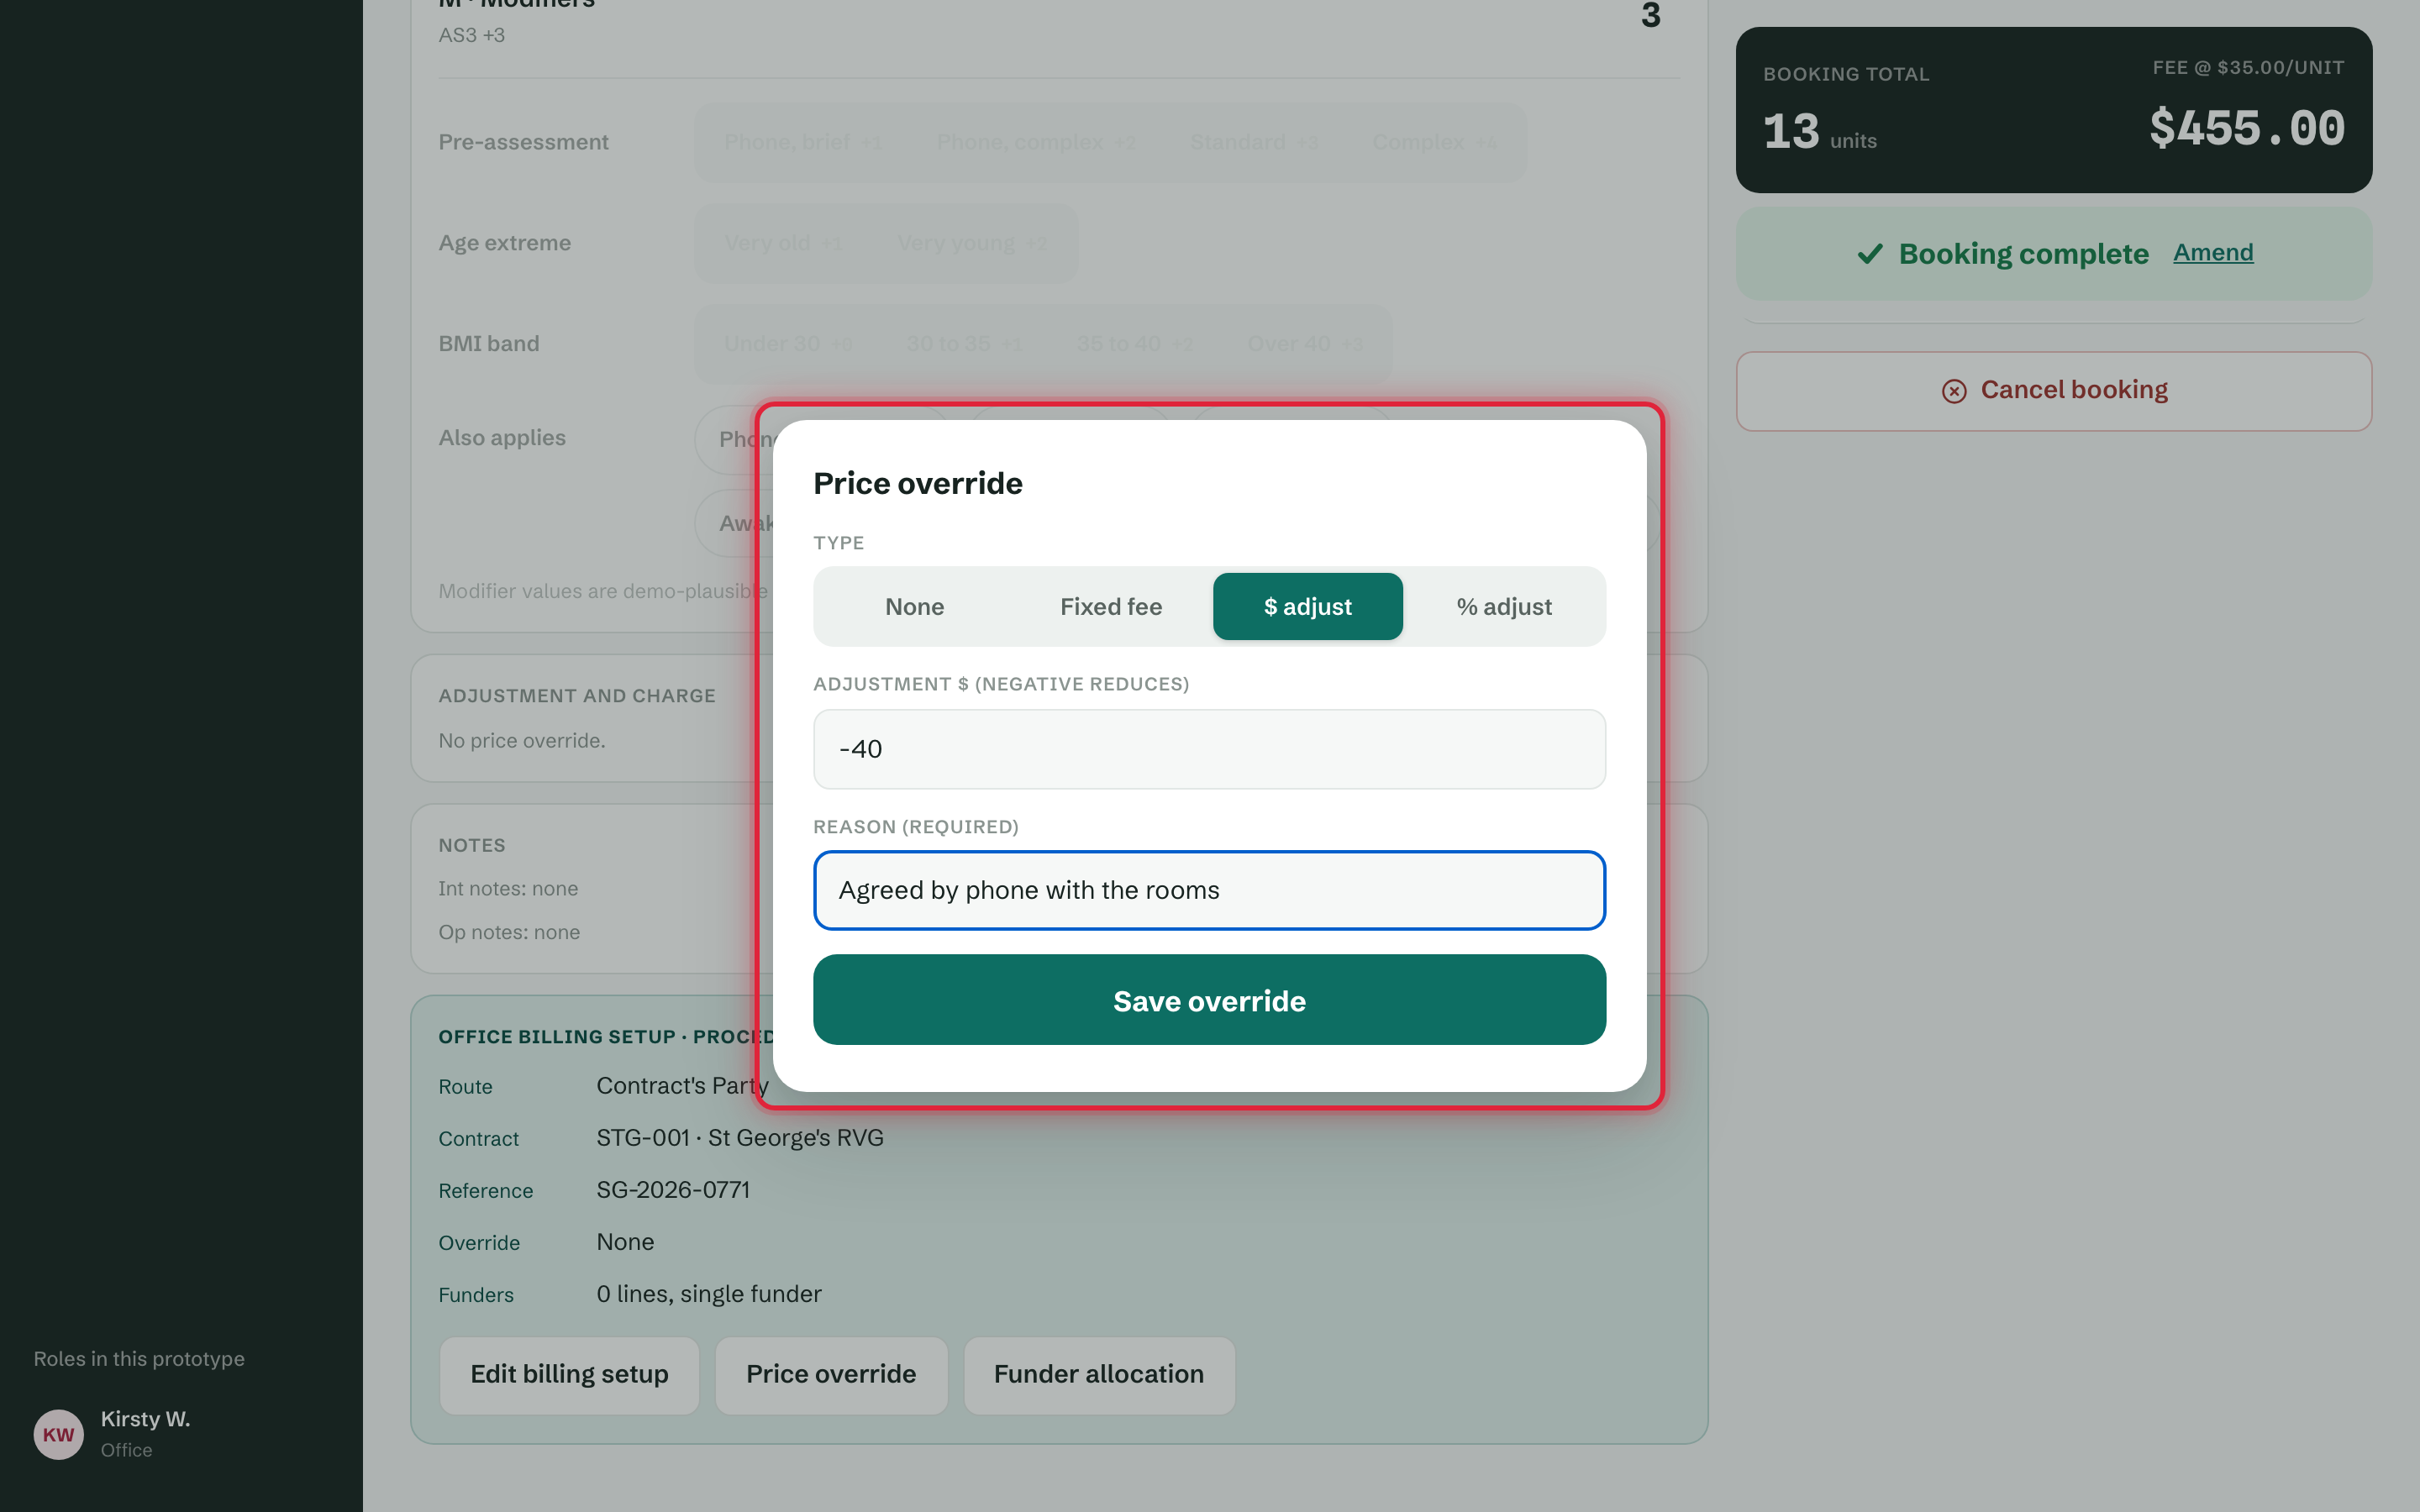 M · Modifiers
AS3 +3
3
Pre-assessment
Phone, brief +1 Phone, complex +2 Standard +3 Complex +4
Age extreme
Very old +1 Very young +2
BMI band
Under 30 +0 30 to 35 +1 35 to 40 +2 Over 40 +3
Also applies
Modifier values are demo-plausible
ADJUSTMENT AND CHARGE
No price override.
NOTES
Int notes: none
Op notes: none
OFFICE BILLING SETUP ·
Route Contract's Party
Contract STG-001 · St George's RVG
Reference SG-2026-0771
Override None
Funders 0 lines, single funder
Edit billing setup Price override Funder allocation
Price override
TYPE
None Fixed fee $ adjust % adjust
ADJUSTMENT $ (NEGATIVE REDUCES)
-40
REASON (REQUIRED)
Agreed by phone with the rooms
Save override
BOOKING TOTAL
13 units
FEE @ $35.00/UNIT
$455.00
Booking complete Amend
Cancel booking
Roles in this prototype
KW
Kirsty W.
Office